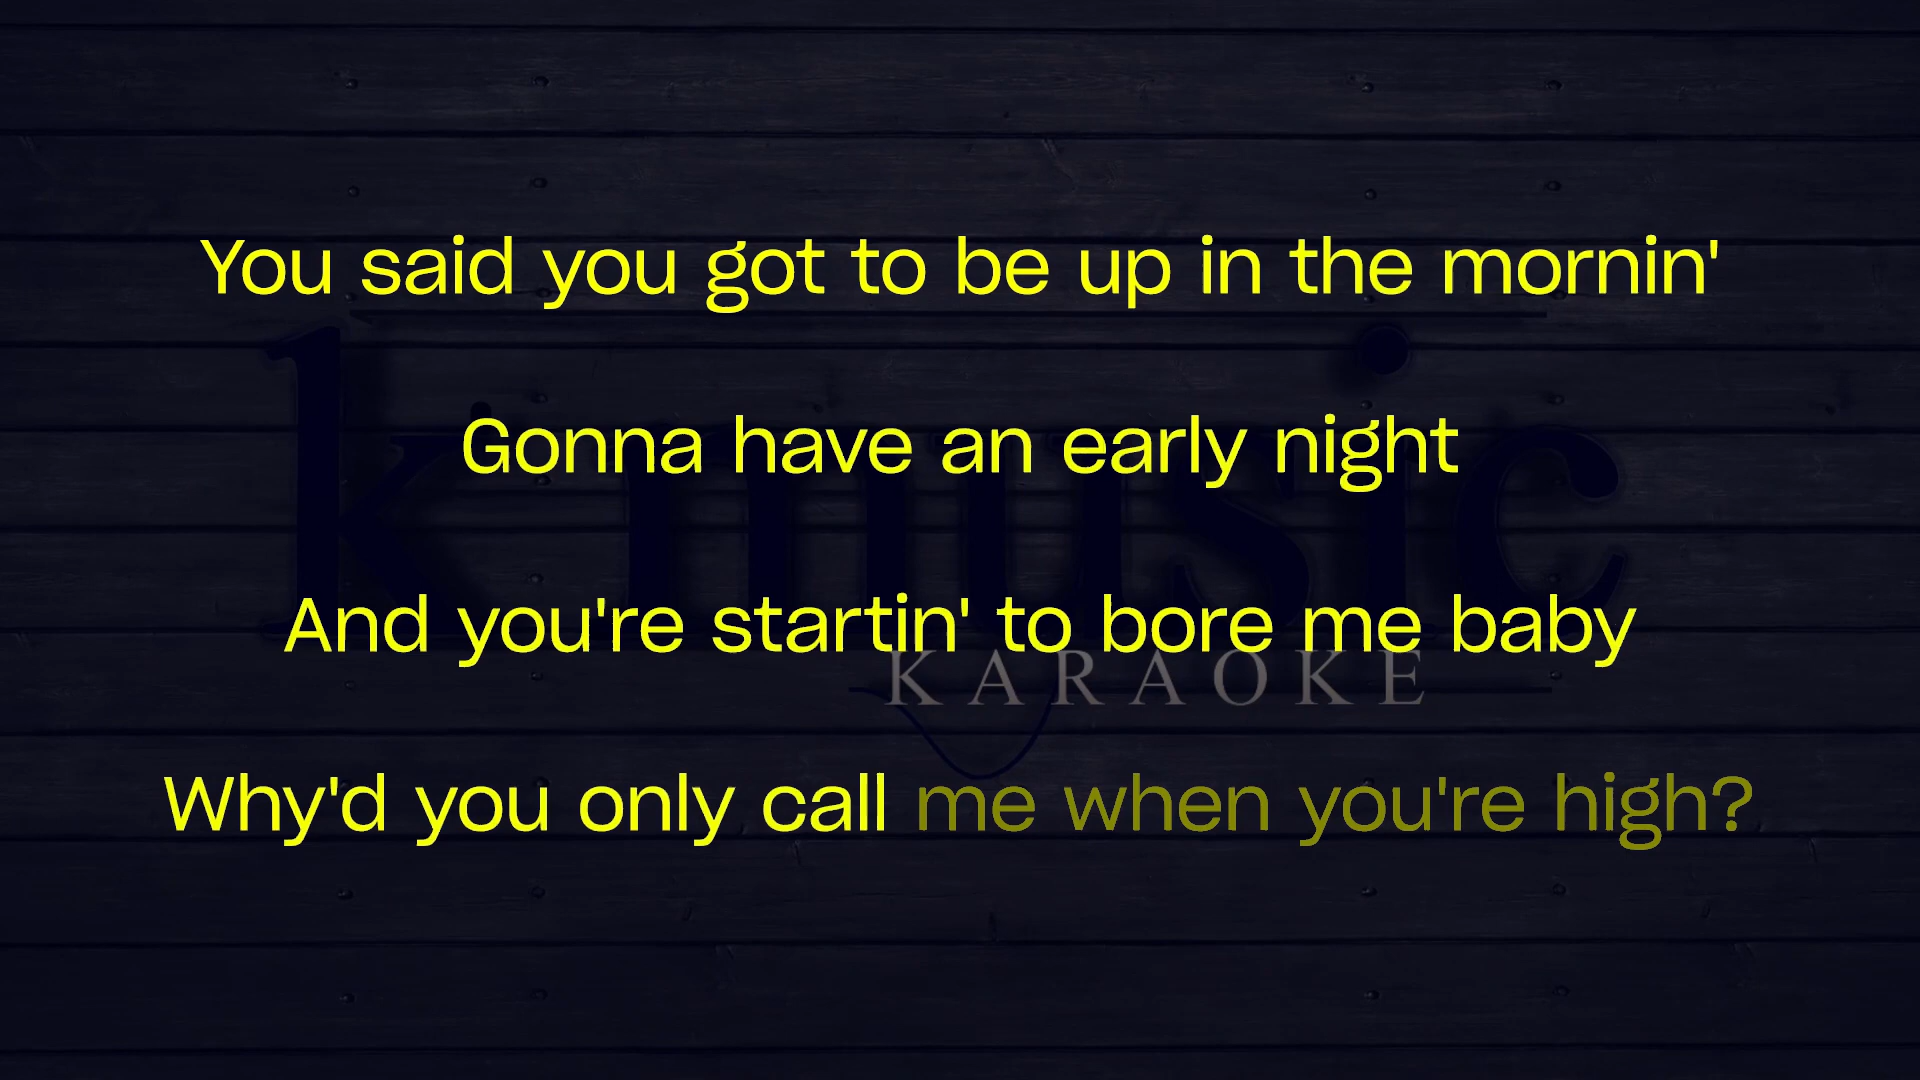 You said you got to be up in the mornin'
Gonna have an early night
k music
And you're startin' to bore me baby
KARAOKE
Why'd you only call me when you're high?